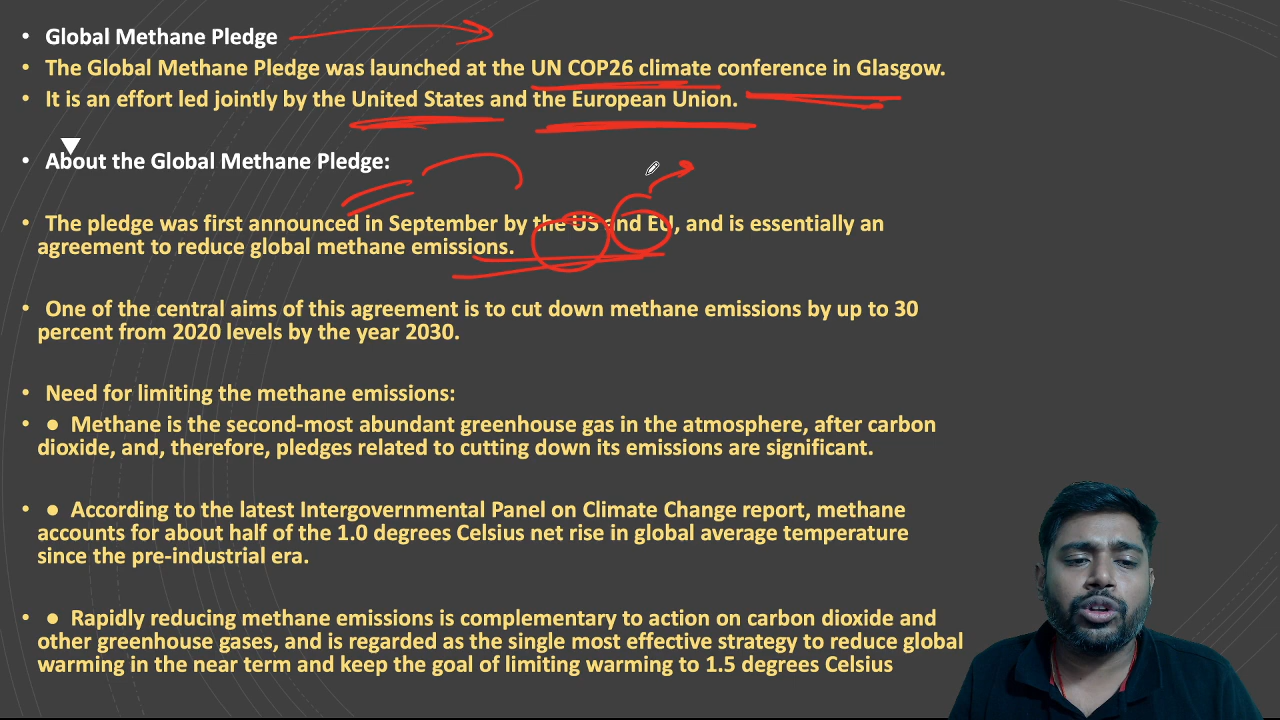 • Global Methane Pledge
• The Global Methane Pledge was launched at the UN COP26 climate conference in Glasgow.
• It is an effort led jointly by the United States and the European Union.
• About the Global Methane Pledge:
• The pledge was first announced in September by the US and EU, and is essentially an
agreement to reduce global methane emissions.
• One of the central aims of this agreement is to cut down methane emissions by up to 30
percent from 2020 levels by the year 2030.
• Need for limiting the methane emissions:
• ● Methane is the second-most abundant greenhouse gas in the atmosphere, after carbon
dioxide, and, therefore, pledges related to cutting down its emissions are significant.
• ● According to the latest Intergovernmental Panel on Climate Change report, methane
accounts for about half of the 1.0 degrees Celsius net rise in global average temperature
since the pre-industrial era.
• ● Rapidly reducing methane emissions is complementary to action on carbon dioxide and
other greenhouse gases, and is regarded as the single most effective strategy to reduce global
warming in the near term and keep the goal of limiting warming to 1.5 degrees Celsius